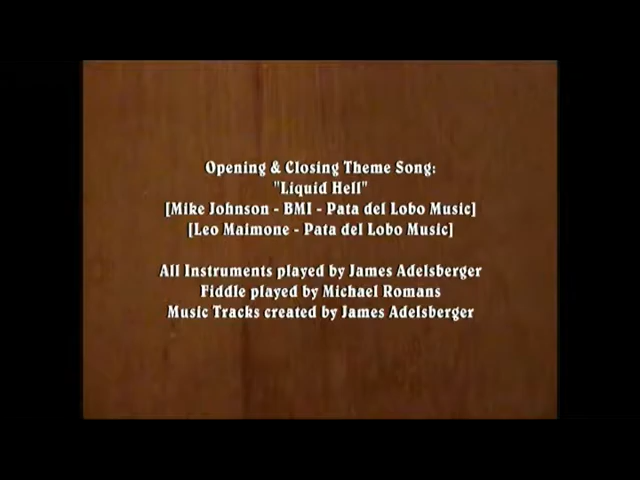 Opening & Closing Theme Song:
"Liquid Hell"
[Mike Johnson - BMI - Pata del Lobo Music]
[Leo Maimone - Pata del Lobo Music]
All Instruments played by James Adelsberger
Fiddle played by Michael Romans
Music Tracks created by James Adelsberger